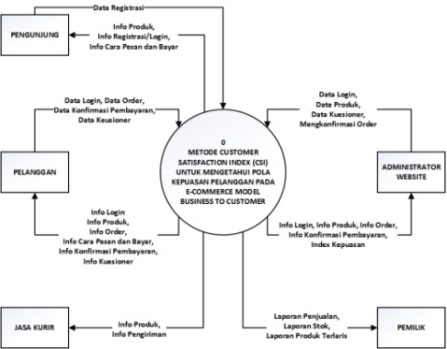 Data Registrasi
PENGUNJUNG
Info Produk,
Info Registrasi/Login,
Info Cara Pesan dan Bayar
Data Login, Data Order,
Data Konfirmasi Pembayaran,
Data Keusioner
Data Login,
Data Produk,
Data Kuesioner,
Mengkonfirmasi Order
PELANGGAN
0
METODE CUSTOMER
SATISFACTION INDEX (CSI)
UNTUK MENGETAHUI POLA
KEPUASAN PELANGGAN PADA
E-COMMERCE MODEL
BUSINESS TO CUSTOMER
ADMINISTRATOR
WEBSITE
Info Login
Info Produk,
Info Order,
Info Cara Pesan dan Bayar,
Info Konfirmasi Pembayaran,
Info Kuesioner
Info Login, Info Produk, Info Order,
Info Konfirmasi Pembayaran,
Index Kepuasan
JASA KURIR
Info Produk,
Info Pengiriman
Laporan Penjualan,
Laporan Stok,
Laporan Produk Terlaris
PEMILIK